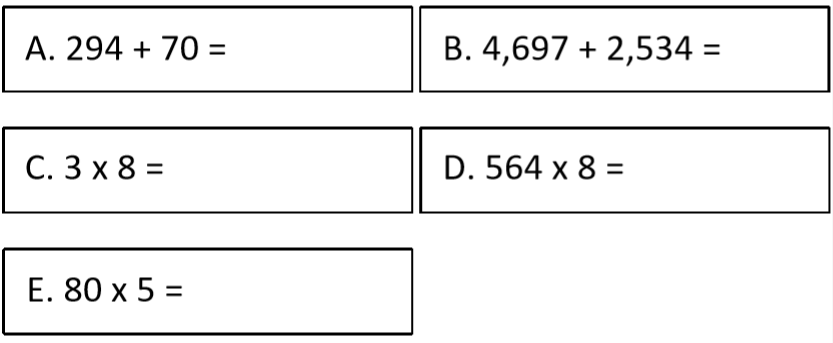 A. 294 + 70 =
B. 4,697 + 2,534 =
C. 3 x 8 =
D. 564 x 8 =
E. 80 x 5 =